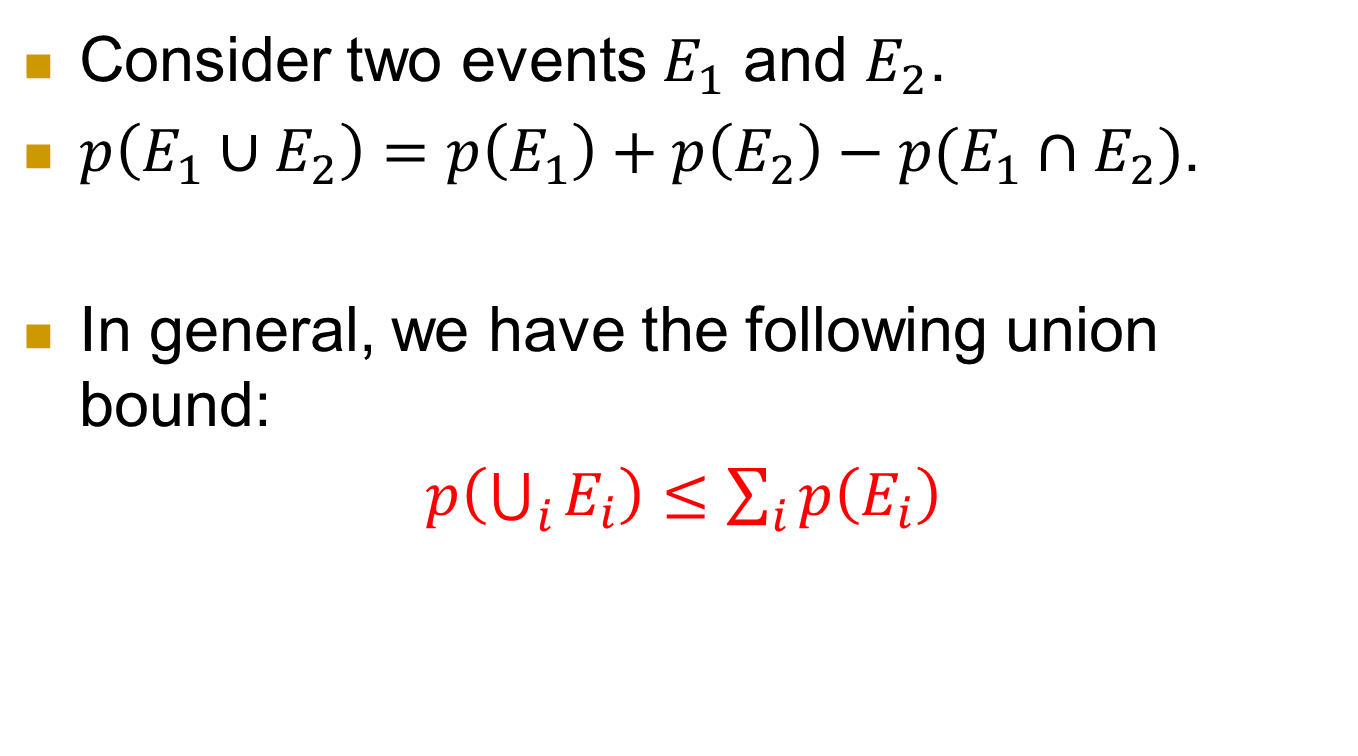 Consider two events E₁ and E₂.
p(E₁ ∪ E₂) = p(E₁) + p(E₂) − p(E₁ ∩ E₂).
In general, we have the following union
bound:
p(⋃ᵢ Eᵢ) ≤ ∑ᵢ p(Eᵢ)